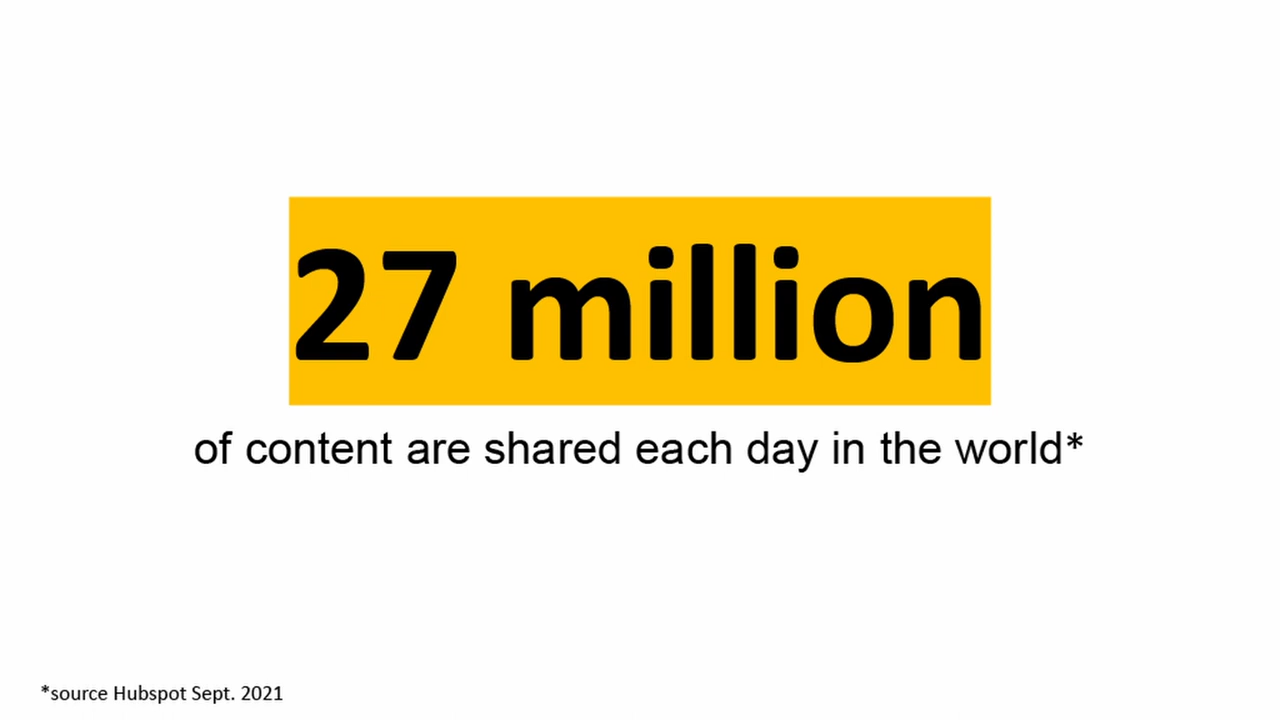 27 million
of content are shared each day in the world*
*source Hubspot Sept. 2021